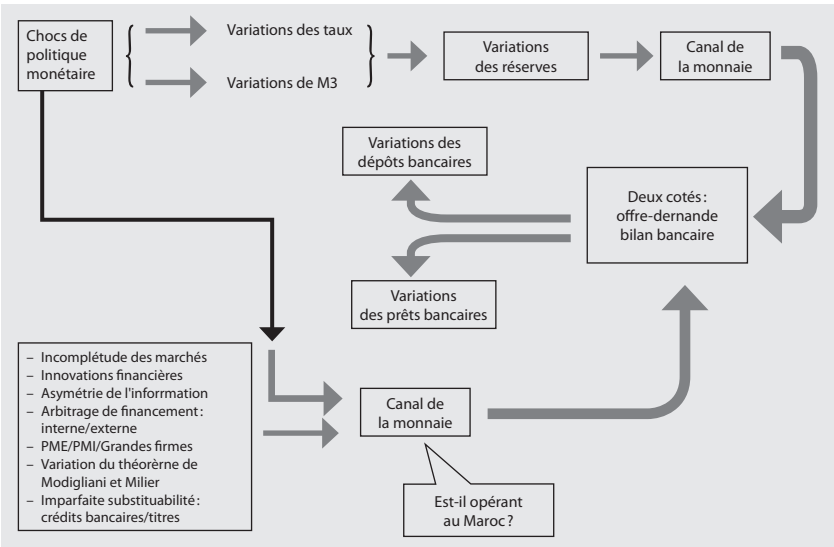 Chocs de
politique
monétaire
Variations des taux
Variations de M3
Variations
des réserves
Canal de
la monnaie
Variations des
dépôts bancaires
Deux cotés :
offre-dernande
bilan bancaire
Variations
des prêts bancaires
– Incomplétude des marchés
– Innovations financières
– Asymétrie de l'inforrmation
– Arbitrage de financement :
interne/externe
– PME/PMI/Grandes firmes
– Variation du théorèrne de
Modigliani et Milier
– Imparfaite substituabilité :
crédits bancaires/titres
Canal de
la monnaie
Est-il opérant
au Maroc ?